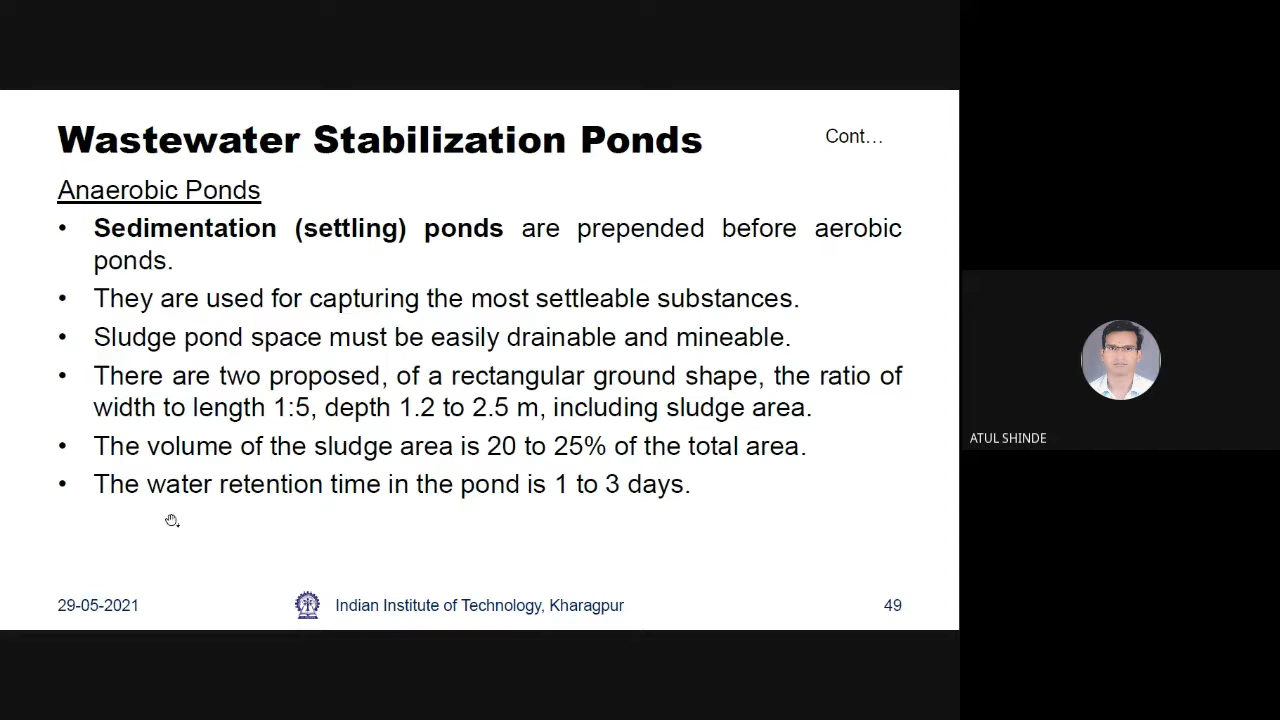 Wastewater Stabilization Ponds
Cont...
Anaerobic Ponds
• Sedimentation (settling) ponds are prepended before aerobic
ponds.
• They are used for capturing the most settleable substances.
• Sludge pond space must be easily drainable and mineable.
• There are two proposed, of a rectangular ground shape, the ratio of
width to length 1:5, depth 1.2 to 2.5 m, including sludge area.
• The volume of the sludge area is 20 to 25% of the total area.
• The water retention time in the pond is 1 to 3 days.
29-05-2021
Indian Institute of Technology, Kharagpur
49
ATUL SHINDE